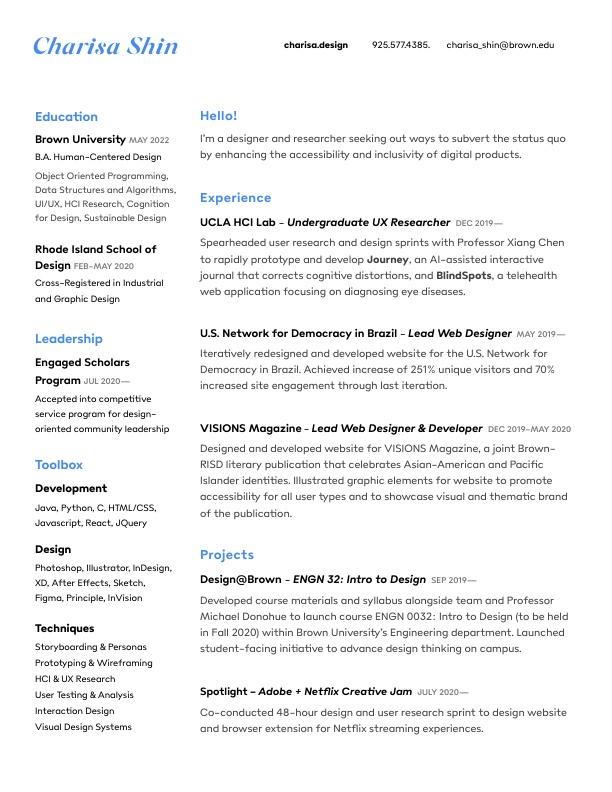 Charisa Shin
charisa.design 925.577.4385. charisa_shin@brown.edu
Education
Brown University MAY 2022
B.A. Human-Centered Design
Object Oriented Programming,
Data Structures and Algorithms,
UI/UX, HCI Research, Cognition
for Design, Sustainable Design
Rhode Island School of
Design FEB-MAY 2020
Cross-Registered in Industrial
and Graphic Design
Leadership
Engaged Scholars
Program JUL 2020—
Accepted into competitive
service program for design-
oriented community leadership
Toolbox
Development
Java, Python, C, HTML/CSS,
Javascript, React, JQuery
Design
Photoshop, Illustrator, InDesign,
XD, After Effects, Sketch,
Figma, Principle, InVision
Techniques
Storyboarding & Personas
Prototyping & Wireframing
HCI & UX Research
User Testing & Analysis
Interaction Design
Visual Design Systems
Hello!
I'm a designer and researcher seeking out ways to subvert the status quo
by enhancing the accessibility and inclusivity of digital products.
Experience
UCLA HCI Lab - Undergraduate UX Researcher DEC 2019—
Spearheaded user research and design sprints with Professor Xiang Chen
to rapidly prototype and develop Journey, an AI-assisted interactive
journal that corrects cognitive distortions, and BlindSpots, a telehealth
web application focusing on diagnosing eye diseases.
U.S. Network for Democracy in Brazil - Lead Web Designer MAY 2019—
Iteratively redesigned and developed website for the U.S. Network for
Democracy in Brazil. Achieved increase of 251% unique visitors and 70%
increased site engagement through last iteration.
VISIONS Magazine - Lead Web Designer & Developer DEC 2019-MAY 2020
Designed and developed website for VISIONS Magazine, a joint Brown-
RISD literary publication that celebrates Asian-American and Pacific
Islander identities. Illustrated graphic elements for website to promote
accessibility for all user types and to showcase visual and thematic brand
of the publication.
Projects
Design@Brown - ENGN 32: Intro to Design SEP 2019—
Developed course materials and syllabus alongside team and Professor
Michael Donohue to launch course ENGN 0032: Intro to Design (to be held
in Fall 2020) within Brown University's Engineering department. Launched
student-facing initiative to advance design thinking on campus.
Spotlight - Adobe + Netflix Creative Jam JULY 2020—
Co-conducted 48-hour design and user research sprint to design website
and browser extension for Netflix streaming experiences.